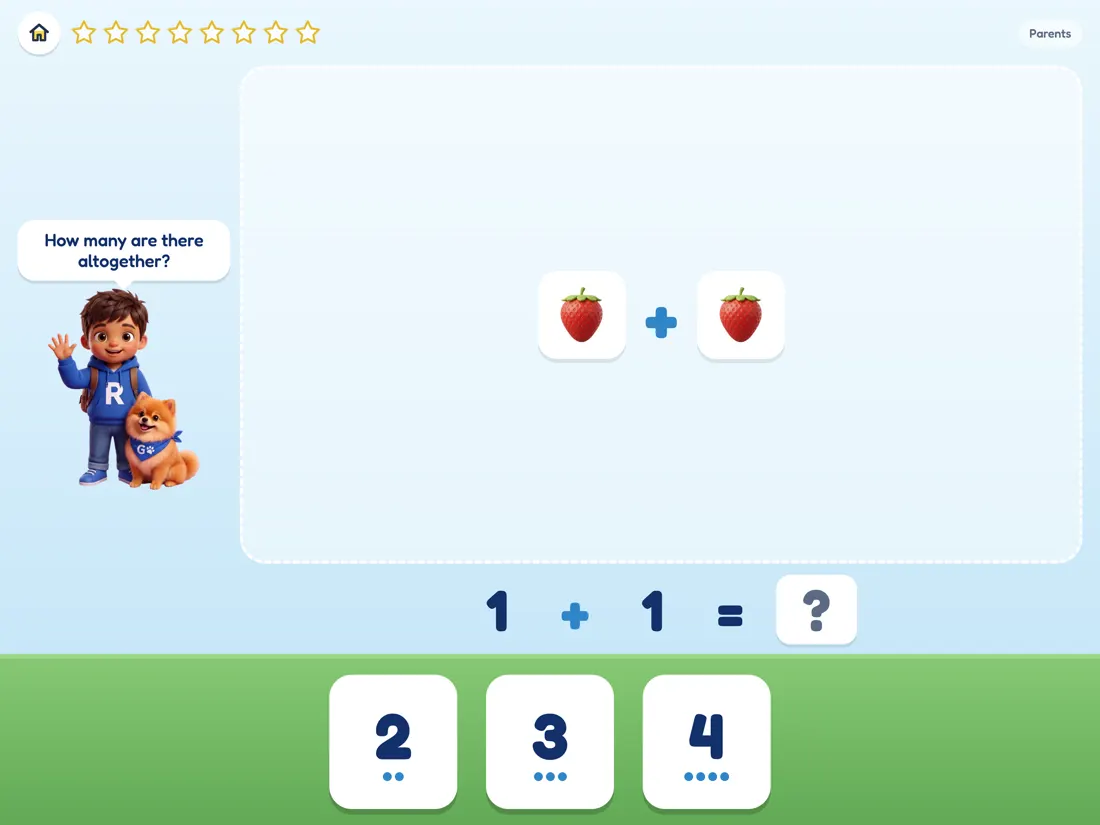 Parents
How many are there
altogether?
R
G
+
1 + 1 = ?
2 3 4